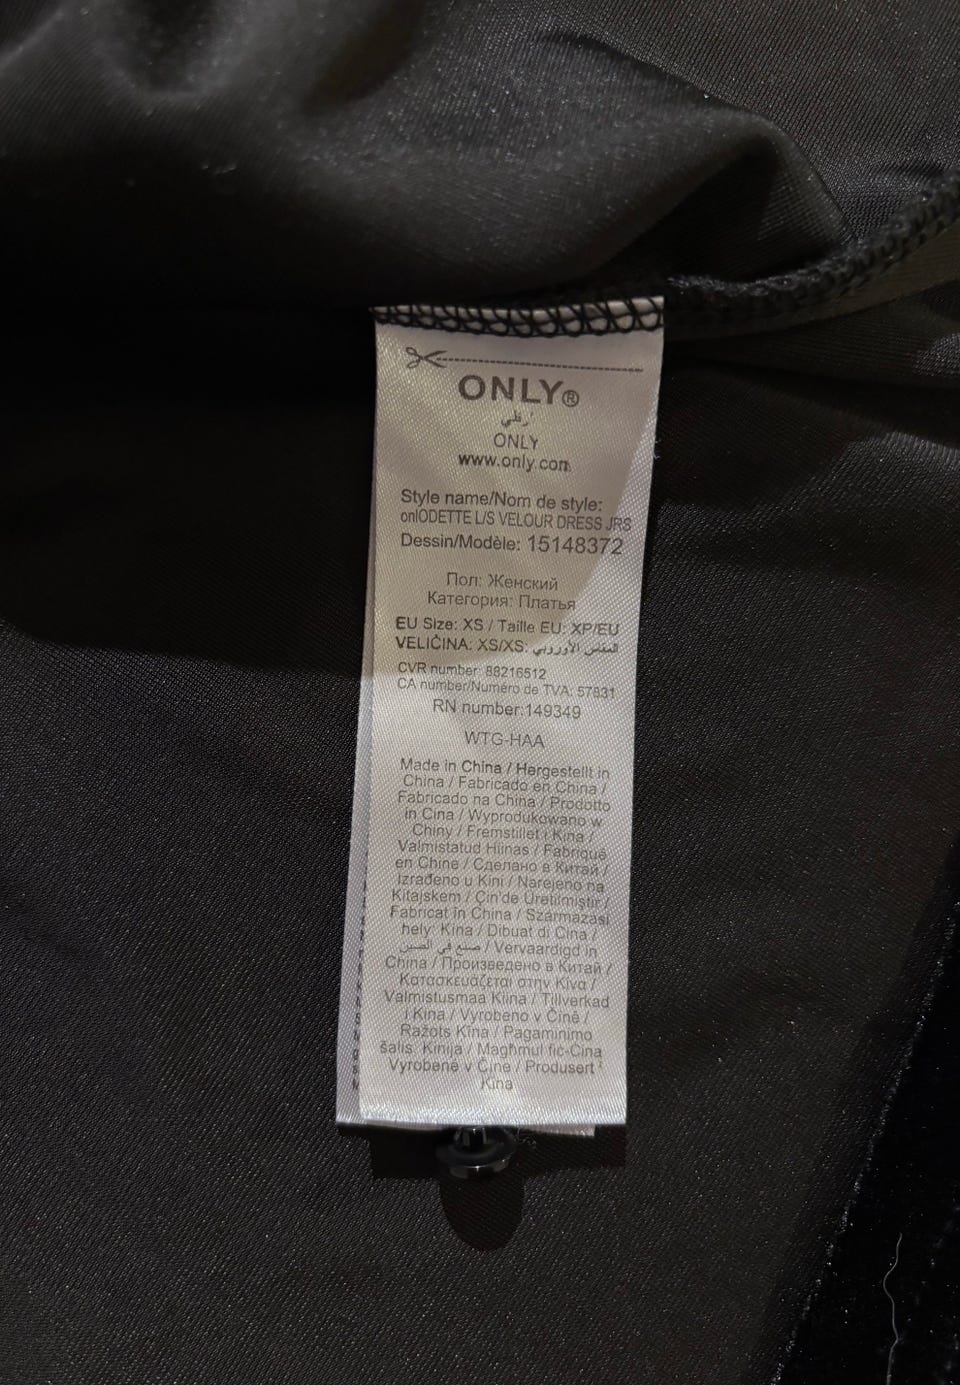 ONLY®
ONLY
www.only.com
Style name/Nom de style:
onlODETTE L/S VELOUR DRESS JRS
Dessin/Modèle: 15148372
Пол: Женский
Категория: Платья
EU Size: XS / Taille EU: XP/EU
VELIČINA: XS/XS: المقاس الأوروبي
CVR number: 88216512
CA number/Numéro de TVA: 57831
RN number:149349
WTG-HAA
Made in China / Hergestellt in
China / Fabricado en China /
Fabricado na China / Prodotto
in Cina / Wyprodukowano w
Chiny / Fremstillet i Kina /
Valmistatud Hiinas / Fabriqué
en Chine / Сделано в Китай /
Izrađeno u Kini / Narejeno na
Kitajskem / Çin'de Üretilmiştir /
Fabricat în China / Származási
hely: Kína / Dibuat di Cina /
صنع في الصين / Vervaardigd in
China / Произведено в Китай /
Κατασκευάζεται στην Κίνα /
Valmistusmaa Kiina / Tillverkad
i Kina / Vyrobeno v Číně /
Ražots Ķīna / Pagaminimo
šalis: Kinija / Magħmul fic-Cina
Vyrobené v Číne / Produsert i
Kina